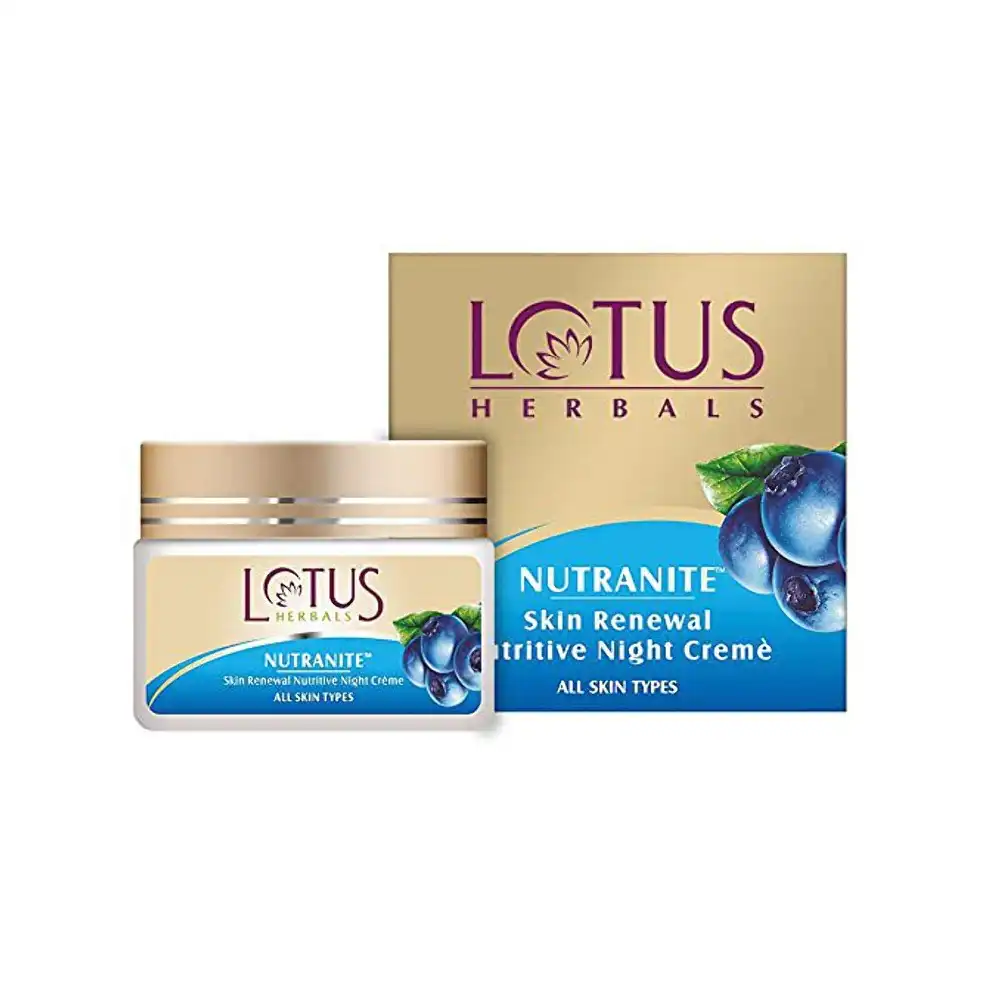 LOTUS
HERBALS
NUTRANITE™
Skin Renewal
Night Cremè
ALL SKIN TYPES
LOTUS
HERBALS
NUTRANITE™
Skin Renewal Nutritive Night Crème
ALL SKIN TYPES